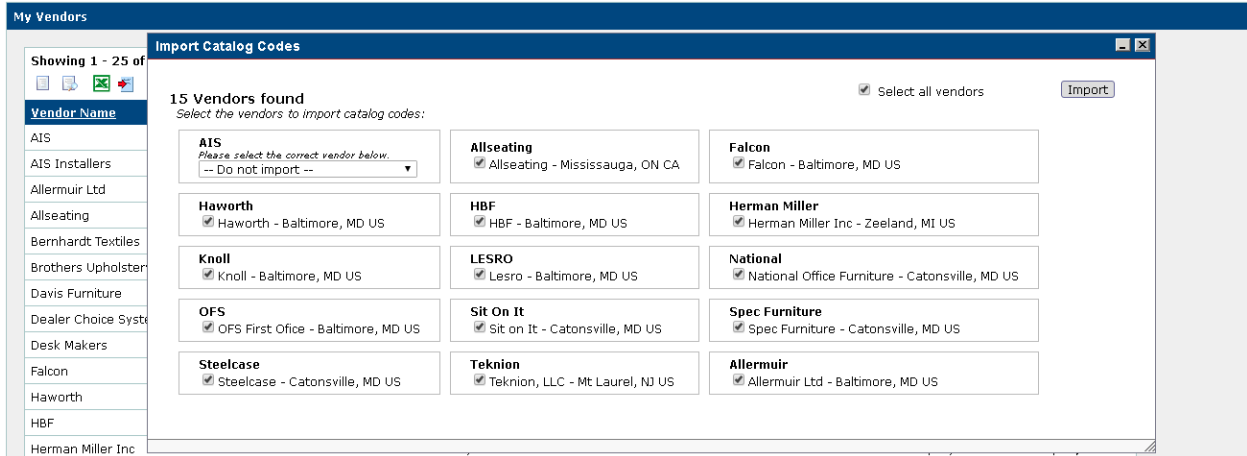 My Vendors
Import Catalog Codes
Showing 1 - 25 of
15 Vendors found
Select all vendors
Import
Select the vendors to import catalog codes:
Vendor Name
AIS
AIS Installers
Allermuir Ltd
Allseating
Bernhardt Textiles
Brothers Upholster
Davis Furniture
Dealer Choice Syste
Desk Makers
Falcon
Haworth
HBF
Herman Miller Inc
AIS
Please select the correct vendor below.
-- Do not import --
Allseating
Allseating - Mississauga, ON CA
Falcon
Falcon - Baltimore, MD US
Haworth
Haworth - Baltimore, MD US
HBF
HBF - Baltimore, MD US
Herman Miller
Herman Miller Inc - Zeeland, MI US
Knoll
Knoll - Baltimore, MD US
LESRO
Lesro - Baltimore, MD US
National
National Office Furniture - Catonsville, MD US
OFS
OFS First Ofice - Baltimore, MD US
Sit On It
Sit on It - Catonsville, MD US
Spec Furniture
Spec Furniture - Catonsville, MD US
Steelcase
Steelcase - Catonsville, MD US
Teknion
Teknion, LLC - Mt Laurel, NJ US
Allermuir
Allermuir Ltd - Baltimore, MD US